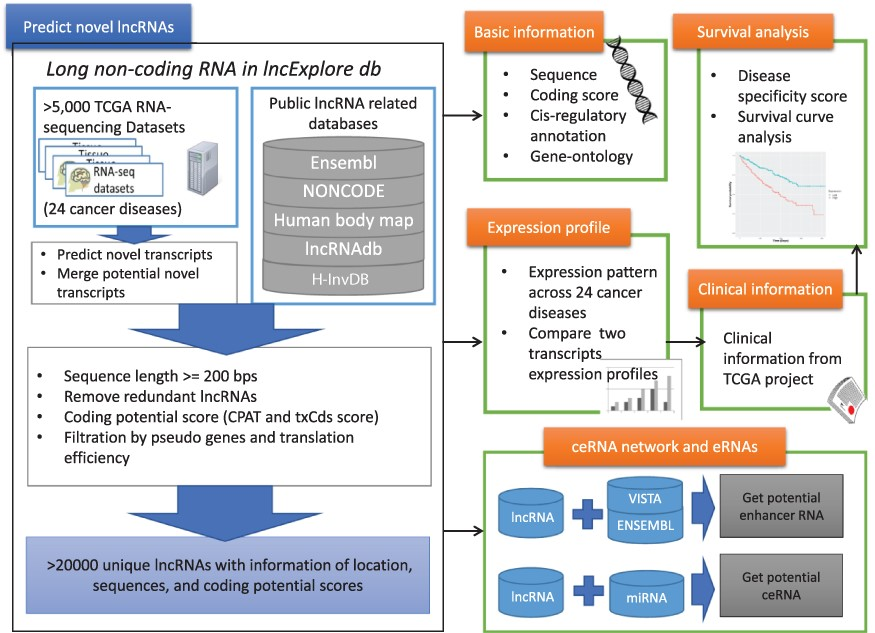 Predict novel lncRNAs
Long non-coding RNA in lncExplore db
>5,000 TCGA RNA-
sequencing Datasets
RNA-seq
datasets
(24 cancer diseases)
• Predict novel transcripts
• Merge potential novel
transcripts
Public lncRNA related
databases
Ensembl
NONCODE
Human body map
lncRNAdb
H-InvDB
• Sequence length >= 200 bps
• Remove redundant lncRNAs
• Coding potential score (CPAT and txCds score)
• Filtration by pseudo genes and translation
efficiency
>20000 unique lncRNAs with information of location,
sequences, and coding potential scores
Basic information
• Sequence
• Coding score
• Cis-regulatory
annotation
• Gene-ontology
Survival analysis
• Disease
specificity score
• Survival curve
analysis
Expression profile
• Expression pattern
across 24 cancer
diseases
• Compare two
transcripts
expression profiles
Clinical information
Clinical
information from
TCGA project
ceRNA network and eRNAs
lncRNA
VISTA
ENSEMBL
Get potential
enhancer RNA
lncRNA
miRNA
Get potential
ceRNA